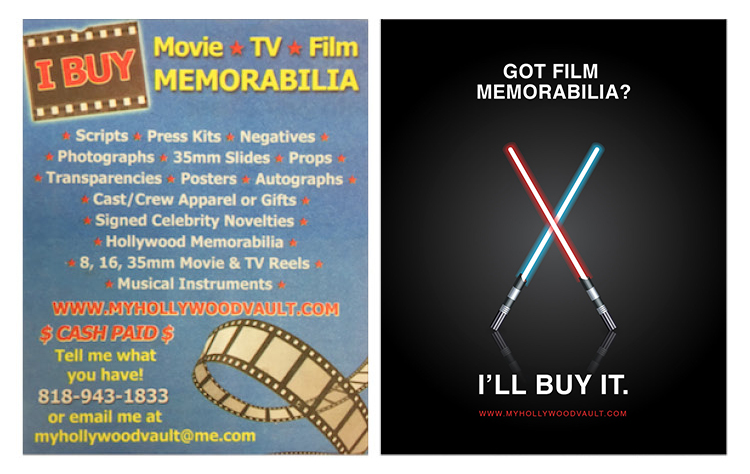 I BUY
Movie ★ TV ★ Film
MEMORABILIA
★ Scripts ★ Press Kits ★ Negatives ★
★ Photographs ★ 35mm Slides ★ Props ★
★ Transparencies ★ Posters ★ Autographs ★
★ Cast/Crew Apparel or Gifts ★
★ Signed Celebrity Novelties ★
★ Hollywood Memorabilia ★
★ 8, 16, 35mm Movie & TV Reels ★
★ Musical Instruments ★
WWW.MYHOLLYWOODVAULT.COM
$ CASH PAID $
Tell me what
you have!
818-943-1833
or email me at
myhollywoodvault@me.com
GOT FILM
MEMORABILIA?
I'LL BUY IT.
WWW.MYHOLLYWOODVAULT.COM